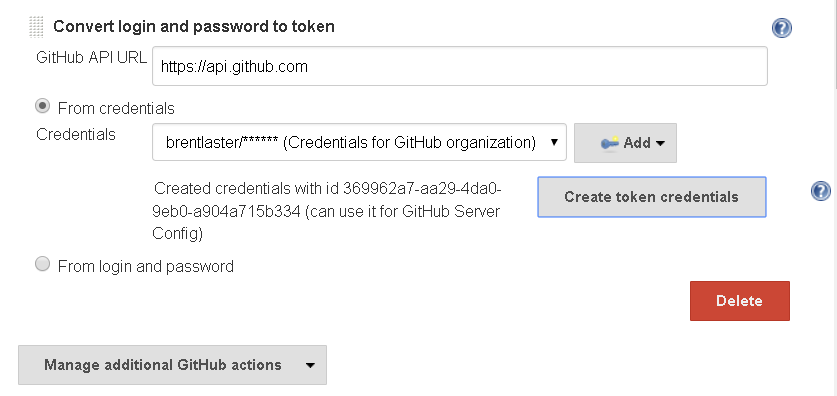 Convert login and password to token
GitHub API URL
https://api.github.com
From credentials
Credentials
brentlaster/****** (Credentials for GitHub organization)
Add
Created credentials with id 369962a7-aa29-4da0-
9eb0-a904a715b334 (can use it for GitHub Server
Config)
Create token credentials
From login and password
Delete
Manage additional GitHub actions